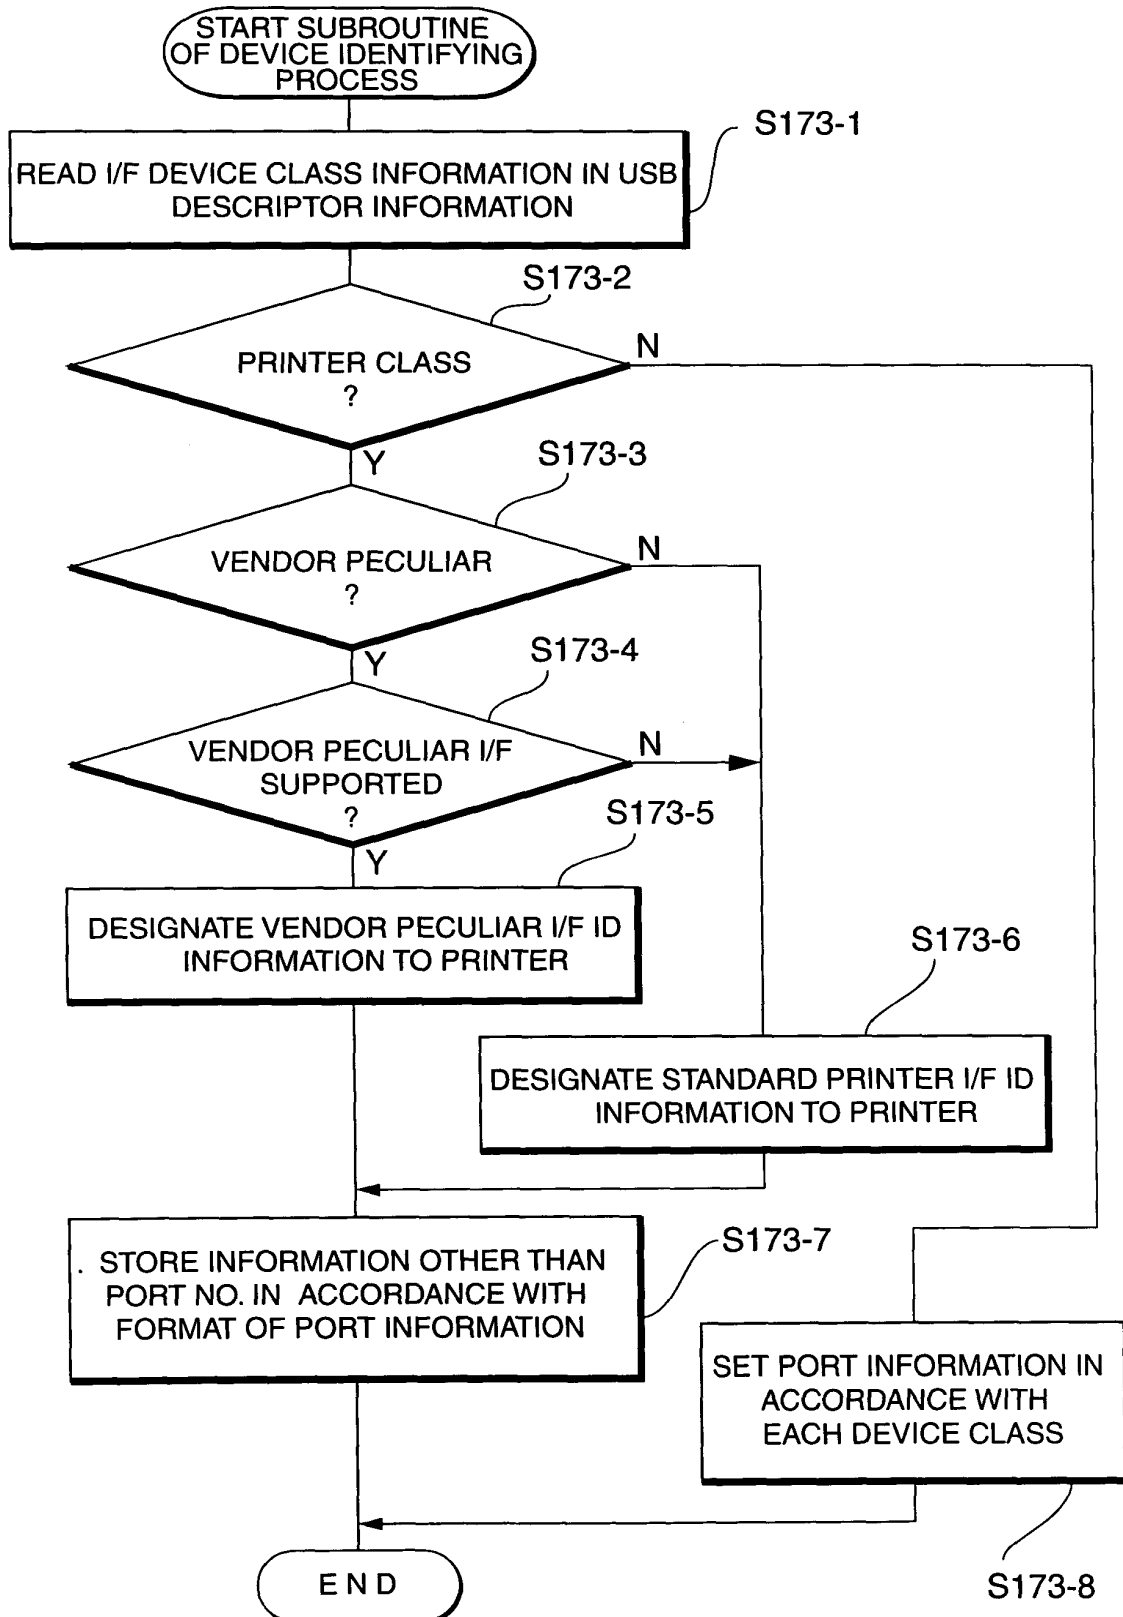 START SUBROUTINE
OF DEVICE IDENTIFYING
PROCESS
S173-1
READ I/F DEVICE CLASS INFORMATION IN USB
DESCRIPTOR INFORMATION
S173-2
PRINTER CLASS
?
N
Y
S173-3
VENDOR PECULIAR
?
N
Y
S173-4
VENDOR PECULIAR I/F
SUPPORTED
?
N
Y
S173-5
DESIGNATE VENDOR PECULIAR I/F ID
INFORMATION TO PRINTER
S173-6
DESIGNATE STANDARD PRINTER I/F ID
INFORMATION TO PRINTER
S173-7
STORE INFORMATION OTHER THAN
PORT NO. IN ACCORDANCE WITH
FORMAT OF PORT INFORMATION
SET PORT INFORMATION IN
ACCORDANCE WITH
EACH DEVICE CLASS
S173-8
END